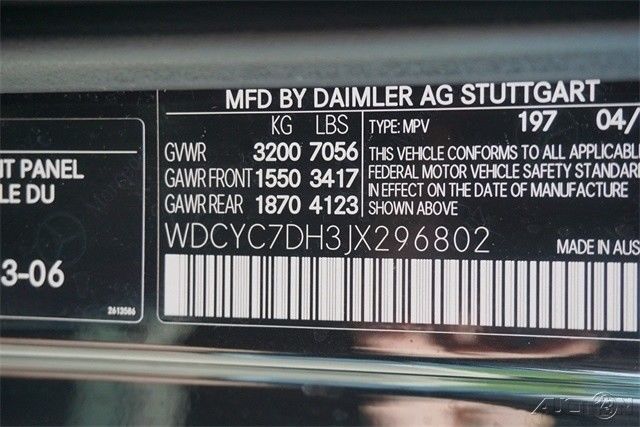 MFD BY DAIMLER AG STUTTGART
KG LBS
GVWR 3200 7056
GAWR FRONT 1550 3417
GAWR REAR 1870 4123
TYPE: MPV 197 04/
THIS VEHICLE CONFORMS TO ALL APPLICABL
FEDERAL MOTOR VEHICLE SAFETY STANDAR
IN EFFECT ON THE DATE OF MANUFACTURE
SHOWN ABOVE
WDCYC7DH3JX296802
MADE IN AUS
NT PANEL
LE DU
3-06
2613586